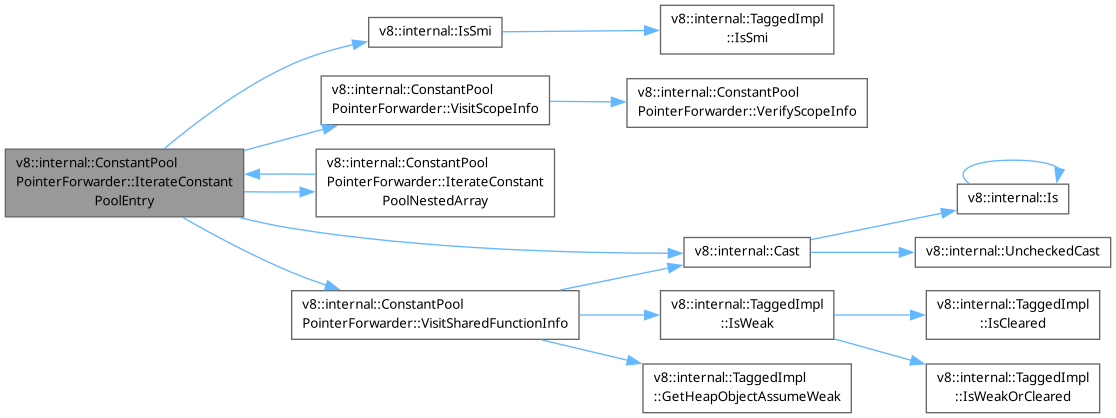 v8::internal::IsSmi
v8::internal::TaggedImpl
::IsSmi
v8::internal::ConstantPool
PointerForwarder::VisitScopeInfo
v8::internal::ConstantPool
PointerForwarder::VerifyScopeInfo
v8::internal::ConstantPool
PointerForwarder::IterateConstant
PoolEntry
v8::internal::ConstantPool
PointerForwarder::IterateConstant
PoolNestedArray
v8::internal::Is
v8::internal::Cast
v8::internal::UncheckedCast
v8::internal::ConstantPool
PointerForwarder::VisitSharedFunctionInfo
v8::internal::TaggedImpl
::IsWeak
v8::internal::TaggedImpl
::IsCleared
v8::internal::TaggedImpl
::GetHeapObjectAssumeWeak
v8::internal::TaggedImpl
::IsWeakOrCleared